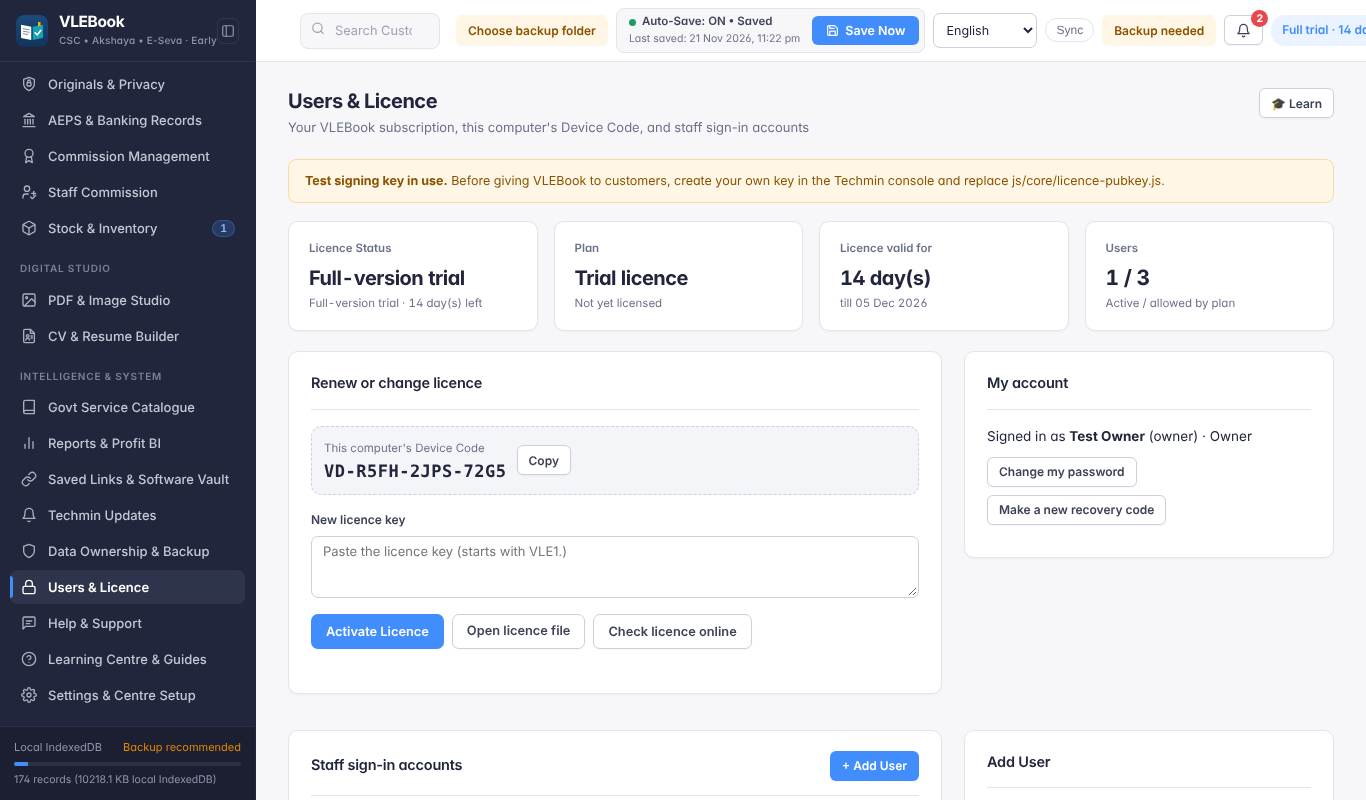 VLEBook
CSC • Akshaya • E-Seva • Early
Originals & Privacy
AEPS & Banking Records
Commission Management
Staff Commission
Stock & Inventory 1
DIGITAL STUDIO
PDF & Image Studio
CV & Resume Builder
INTELLIGENCE & SYSTEM
Govt Service Catalogue
Reports & Profit BI
Saved Links & Software Vault
Techmin Updates
Data Ownership & Backup
Users & Licence
Help & Support
Learning Centre & Guides
Settings & Centre Setup
Local IndexedDB Backup recommended
174 records (10218.1 KB local IndexedDB)
Search Custo
Choose backup folder
Auto-Save: ON • Saved
Last saved: 21 Nov 2026, 11:22 pm
Save Now
English
Sync
Backup needed
2
Full trial · 14 da
Users & Licence
Your VLEBook subscription, this computer's Device Code, and staff sign-in accounts
Learn
Test signing key in use. Before giving VLEBook to customers, create your own key in the Techmin console and replace js/core/licence-pubkey.js.
Licence Status
Full-version trial
Full-version trial · 14 day(s) left
Plan
Trial licence
Not yet licensed
Licence valid for
14 day(s)
till 05 Dec 2026
Users
1 / 3
Active / allowed by plan
Renew or change licence
This computer's Device Code
VD-R5FH-2JPS-72G5
Copy
New licence key
Paste the licence key (starts with VLE1.)
Activate Licence
Open licence file
Check licence online
My account
Signed in as Test Owner (owner) · Owner
Change my password
Make a new recovery code
Staff sign-in accounts
+ Add User
Add User